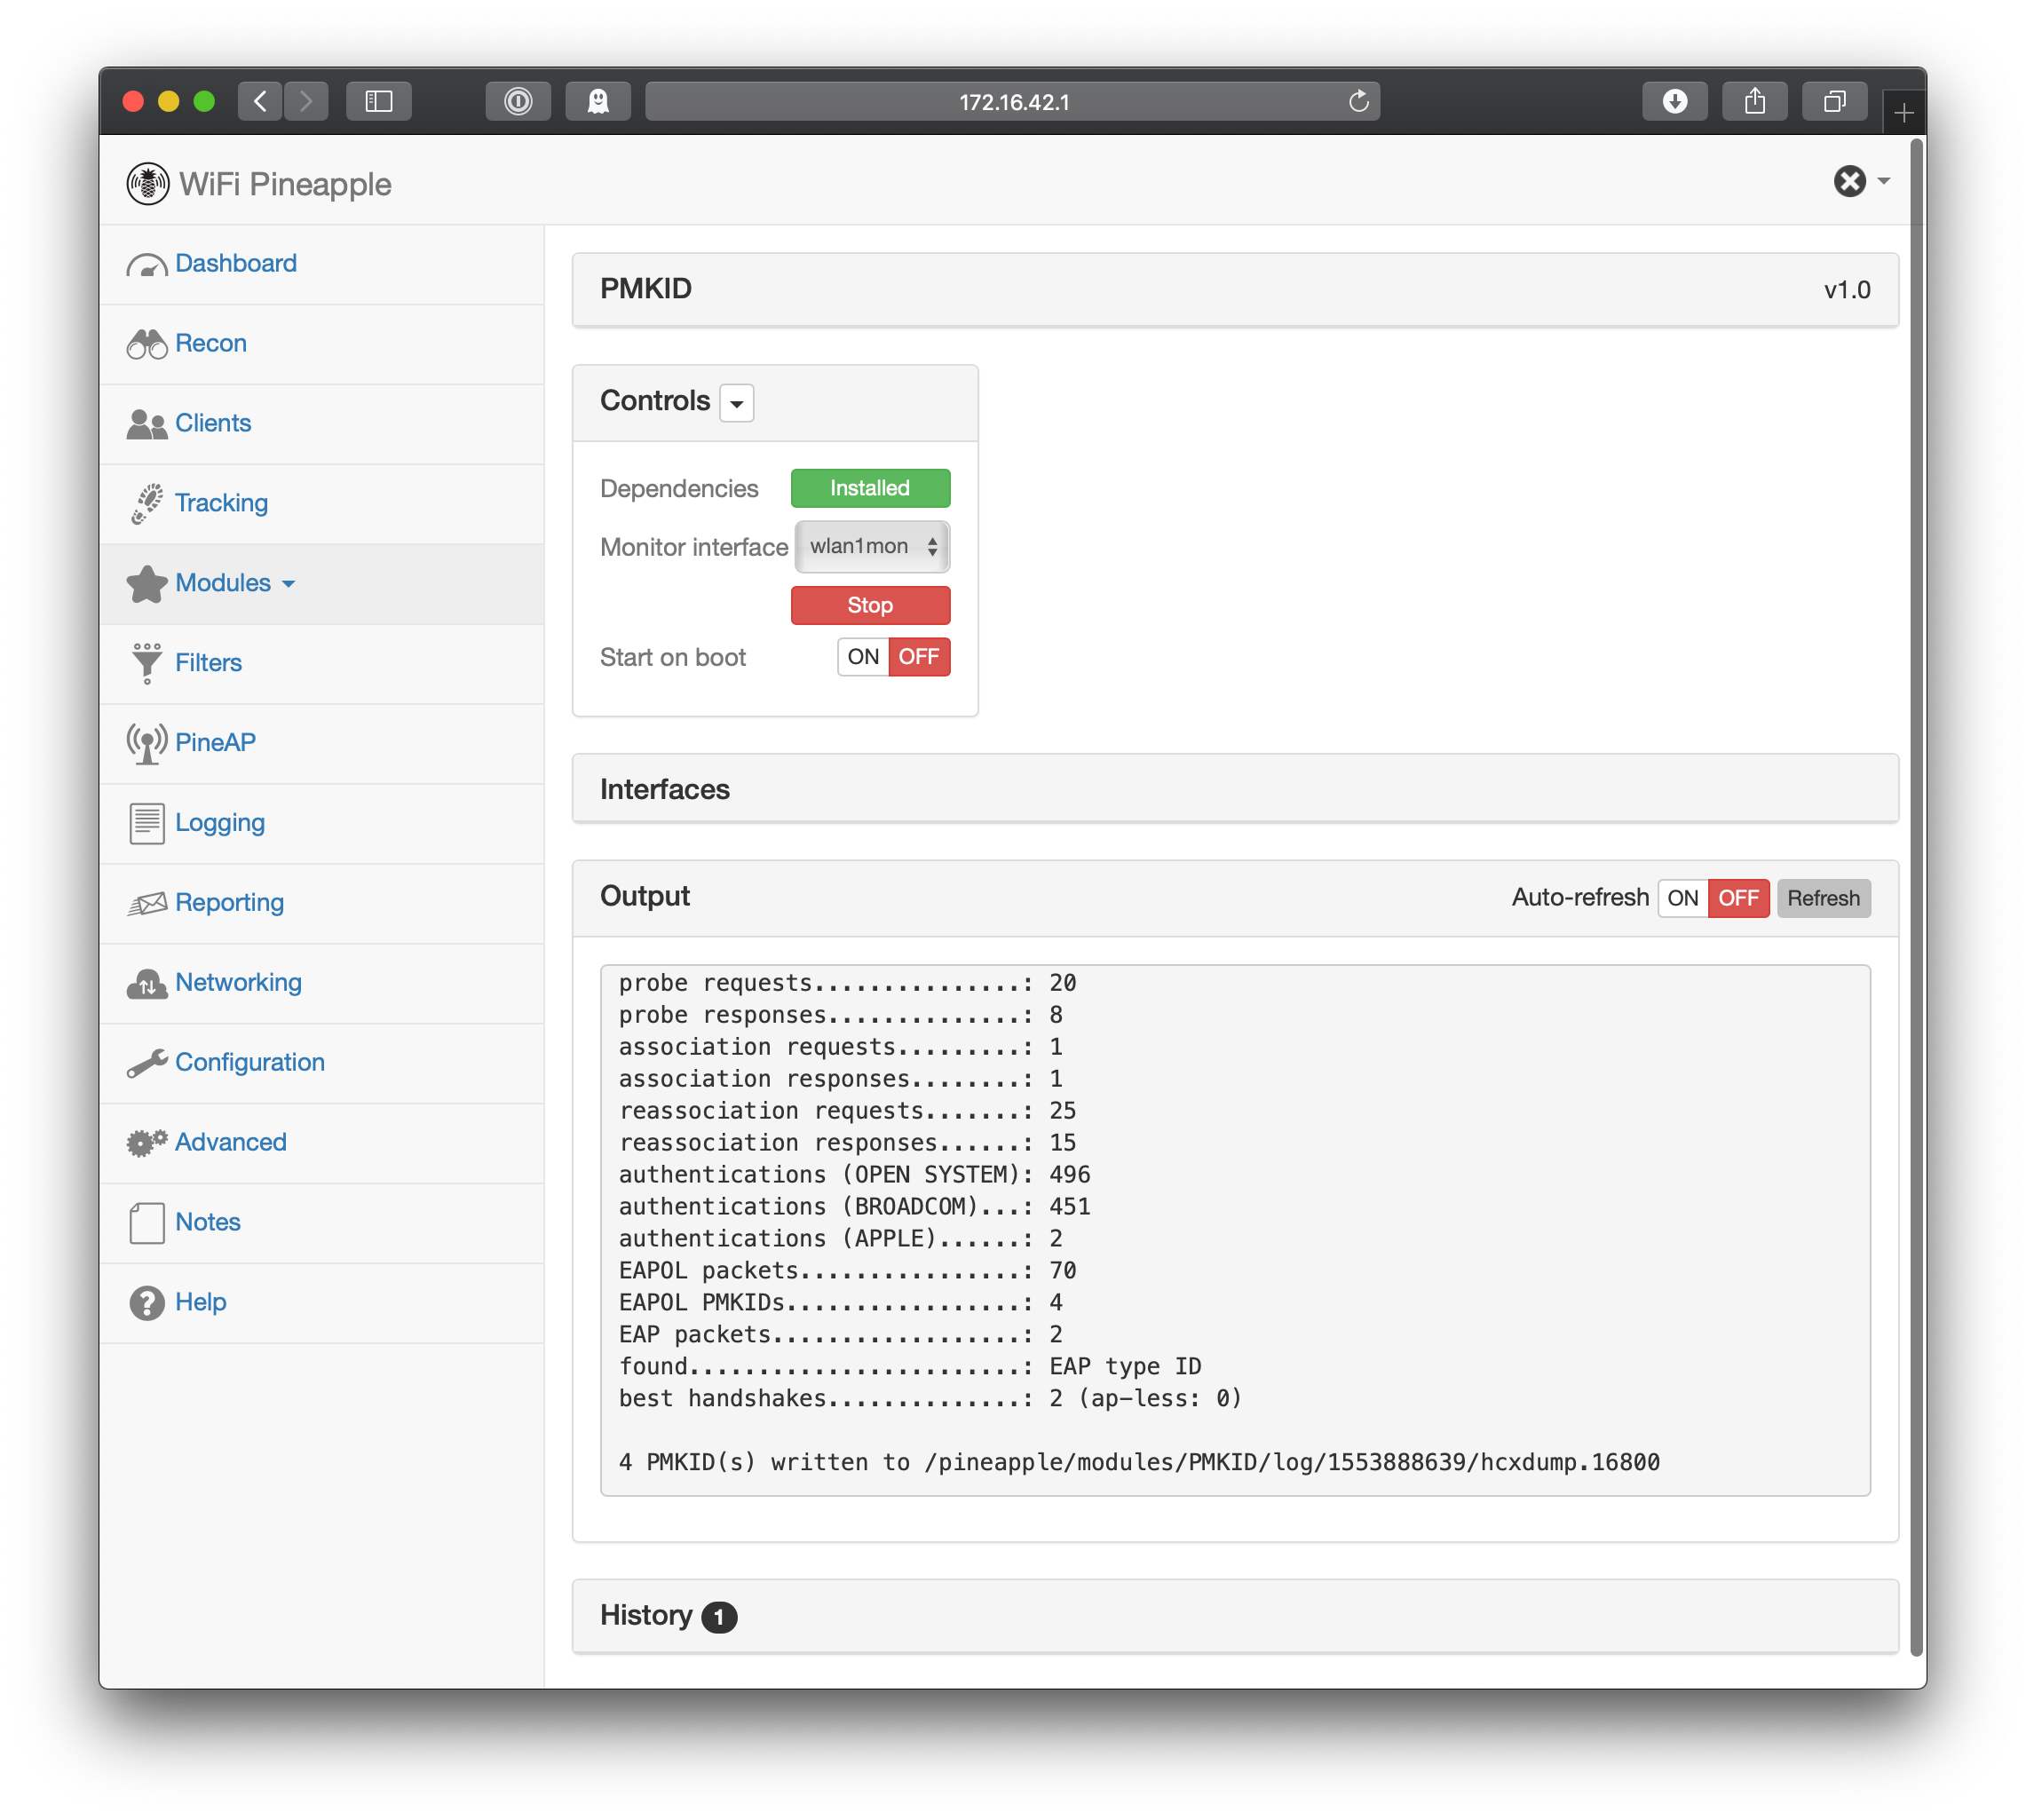 172.16.42.1
WiFi Pineapple
Dashboard
Recon
Clients
Tracking
Modules
Filters
PineAP
Logging
Reporting
Networking
Configuration
Advanced
Notes
Help
PMKID v1.0
Controls
Dependencies Installed
Monitor interface wlan1mon
Stop
Start on boot ON OFF
Interfaces
Output Auto-refresh ON OFF Refresh
probe requests...............: 20
probe responses..............: 8
association requests.........: 1
association responses........: 1
reassociation requests.......: 25
reassociation responses......: 15
authentications (OPEN SYSTEM): 496
authentications (BROADCOM)...: 451
authentications (APPLE)......: 2
EAPOL packets................: 70
EAPOL PMKIDs.................: 4
EAP packets..................: 2
found........................: EAP type ID
best handshakes..............: 2 (ap-less: 0)
4 PMKID(s) written to /pineapple/modules/PMKID/log/1553888639/hcxdump.16800
History 1